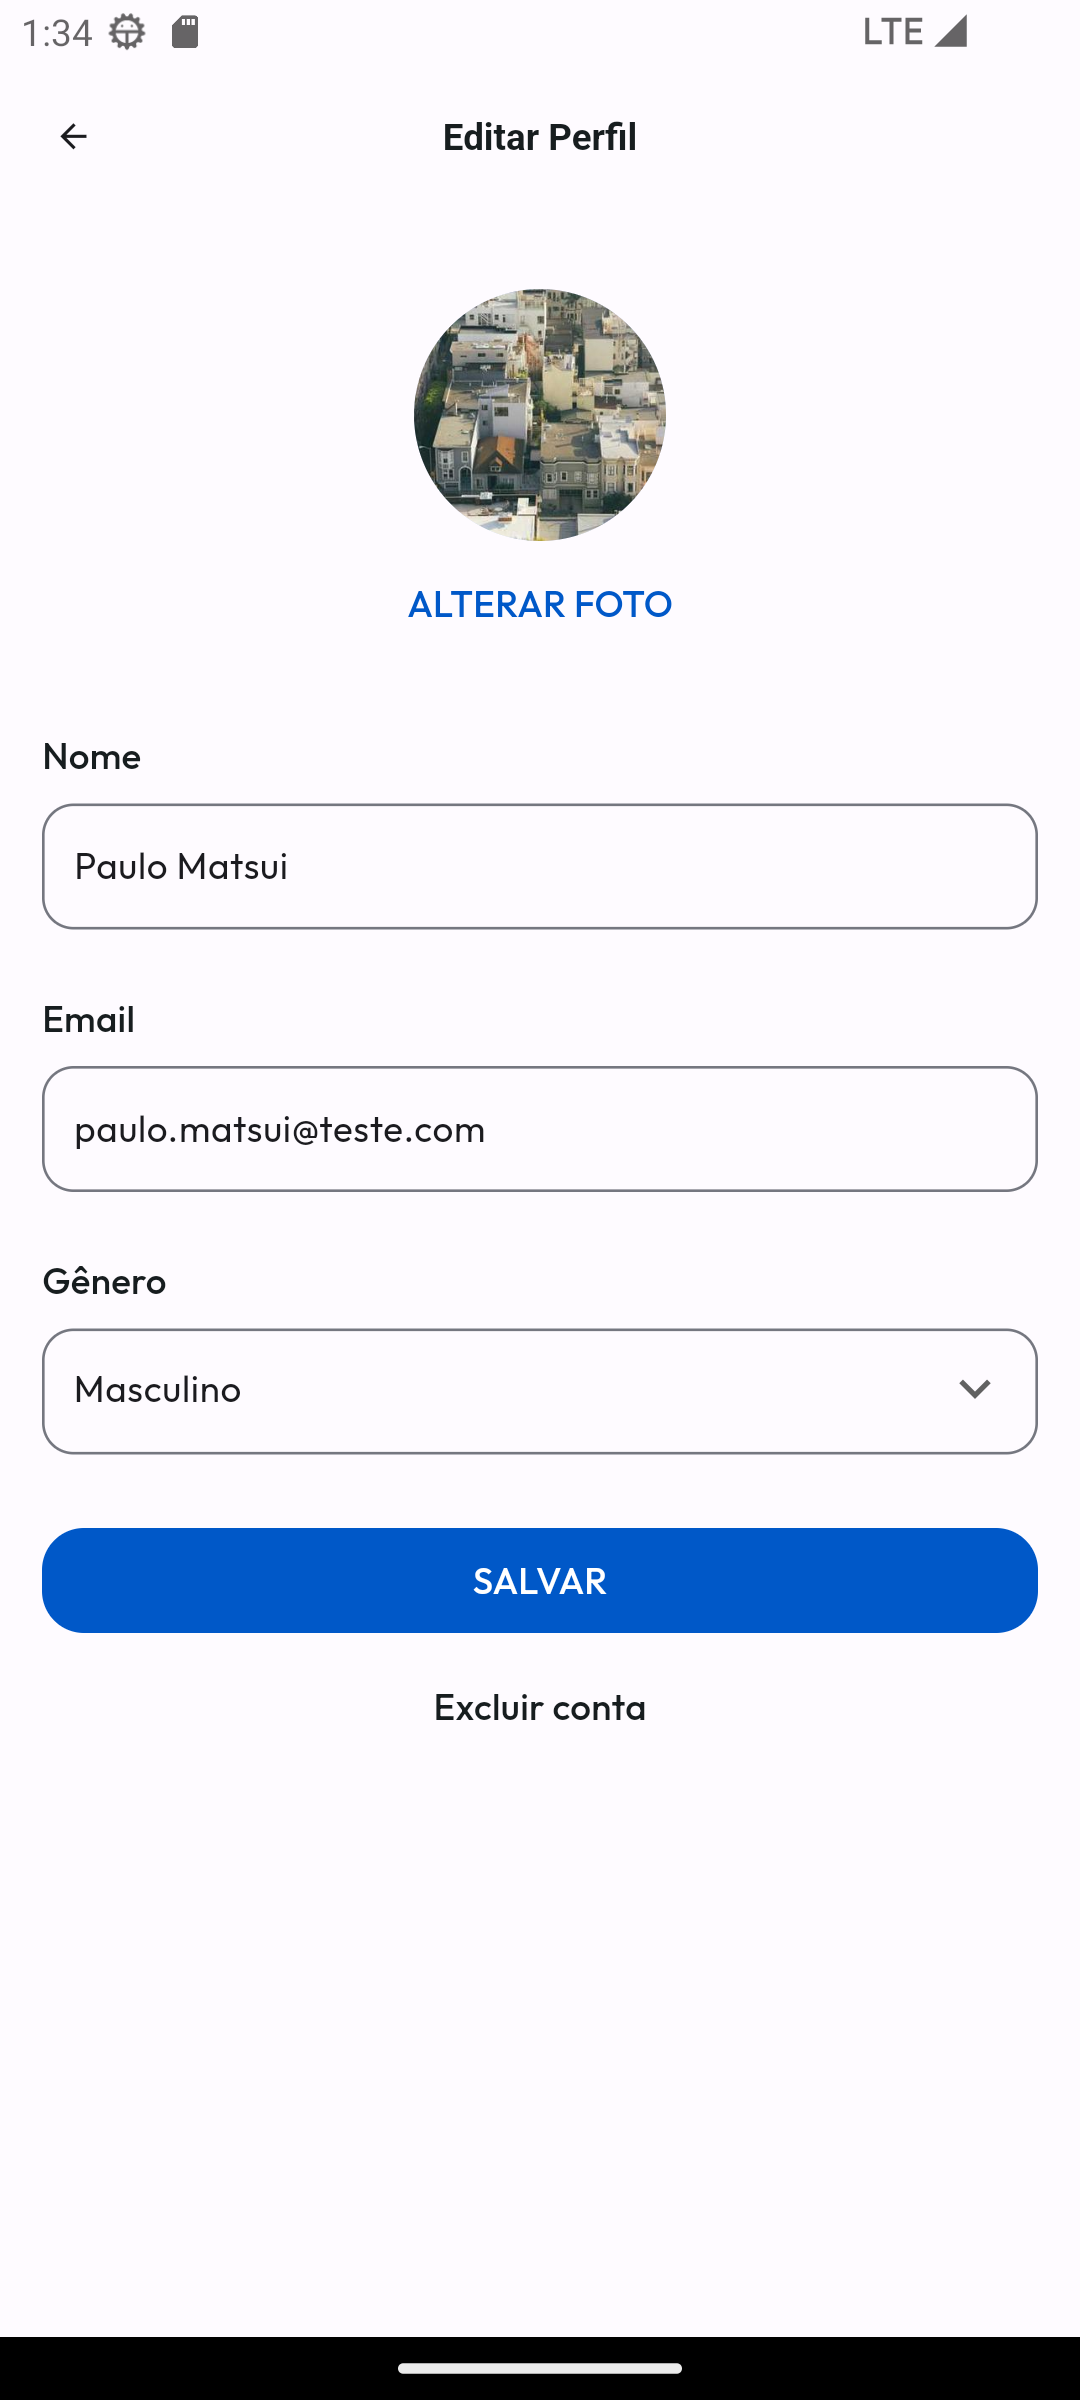 1:34 LTE
Editar Perfil
ALTERAR FOTO
Nome
Paulo Matsui
Email
paulo.matsui@teste.com
Gênero
Masculino
SALVAR
Excluir conta